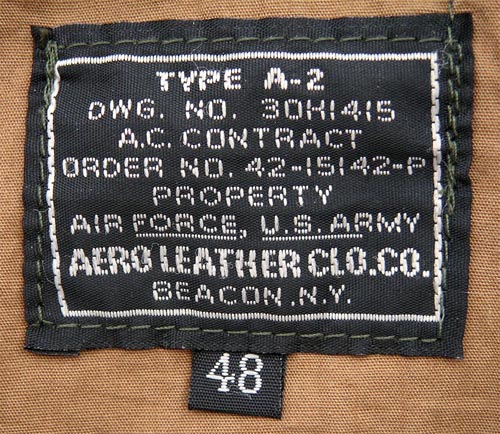 TYPE A-2
DWG. NO. 30H1415
A.C. CONTRACT
ORDER NO. 42-15142-P
PROPERTY
AIR FORCE, U.S. ARMY
AERO LEATHER CLO.CO.
BEACON.N.Y.
48